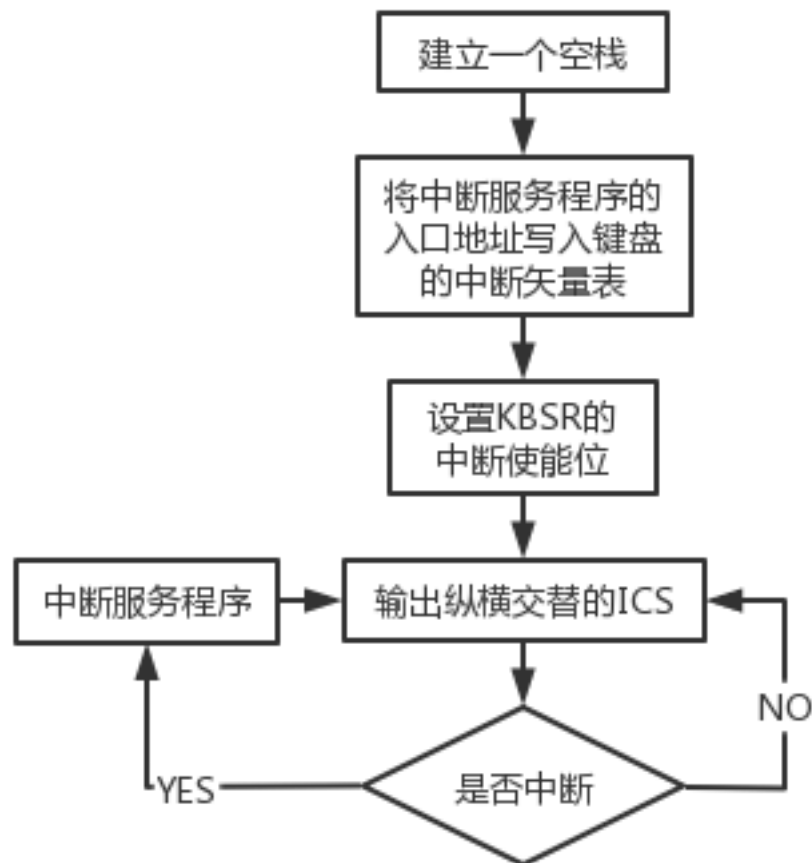 建立一个空栈
将中断服务程序的
入口地址写入键盘
的中断矢量表
设置KBSR的
中断使能位
中断服务程序
输出纵横交替的ICS
NO
YES
是否中断